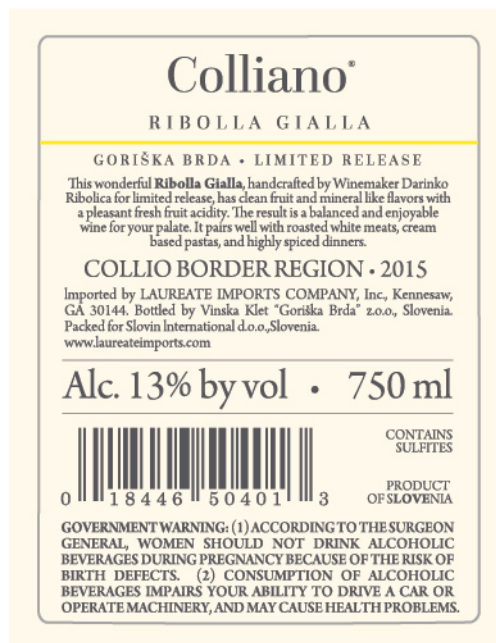 Colliano®
RIBOLLA GIALLA
GORIŠKA BRDA • LIMITED RELEASE
This wonderful Ribolla Gialla, handcrafted by Winemaker Darinko
Ribolica for limited release, has clean fruit and mineral like flavors with
a pleasant fresh fruit acidity. The result is a balanced and enjoyable
wine for your palate. It pairs well with roasted white meats, cream
based pastas, and highly spiced dinners.
COLLIO BORDER REGION • 2015
Imported by LAUREATE IMPORTS COMPANY, Inc., Kennesaw,
GA 30144. Bottled by Vinska Klet "Goriška Brda" z.o.o., Slovenia.
Packed for Slovin International d.o.o.,Slovenia.
www.laureateimports.com
Alc. 13% by vol • 750 ml
CONTAINS
SULFITES
PRODUCT
OF SLOVENIA
0 18446 50401 3
GOVERNMENT WARNING: (1) ACCORDING TO THE SURGEON
GENERAL, WOMEN SHOULD NOT DRINK ALCOHOLIC
BEVERAGES DURING PREGNANCY BECAUSE OF THE RISK OF
BIRTH DEFECTS. (2) CONSUMPTION OF ALCOHOLIC
BEVERAGES IMPAIRS YOUR ABILITY TO DRIVE A CAR OR
OPERATE MACHINERY, AND MAY CAUSE HEALTH PROBLEMS.